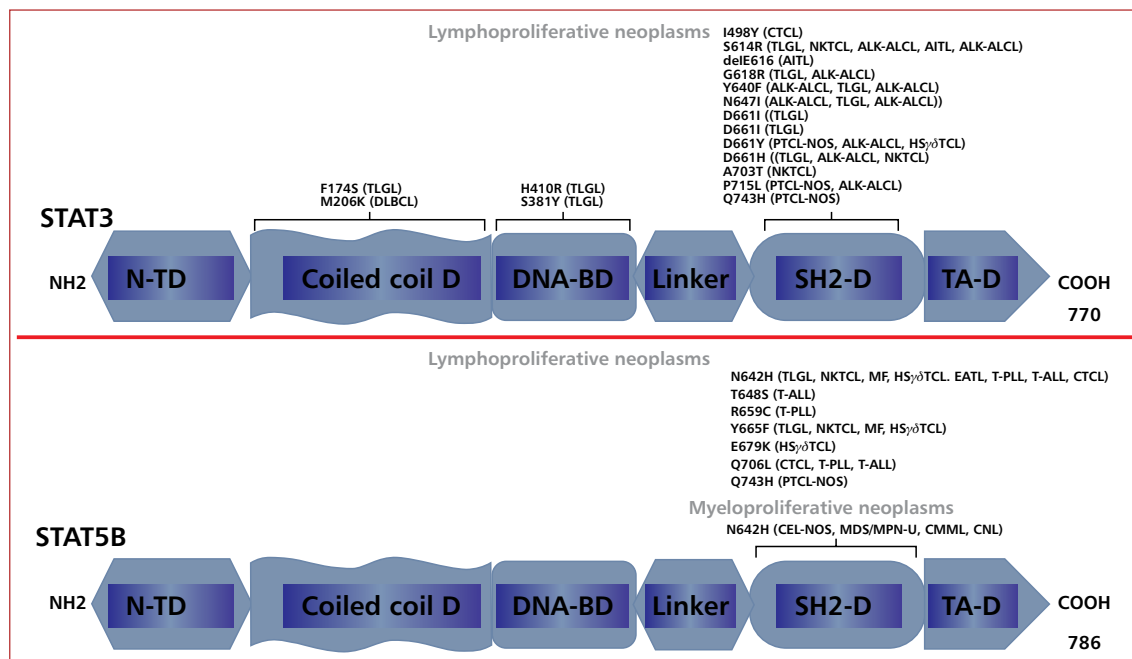 Lymphoproliferative neoplasms
I498Y (CTCL)
S614R (TLGL, NKTCL, ALK-ALCL, AITL, ALK-ALCL)
delE616 (AITL)
G618R (TLGL, ALK-ALCL)
Y640F (ALK-ALCL, TLGL, ALK-ALCL)
N647I (ALK-ALCL, TLGL, ALK-ALCL))
D661I ((TLGL)
D661I (TLGL)
D661Y (PTCL-NOS, ALK-ALCL, HSγδTCL)
D661H ((TLGL, ALK-ALCL, NKTCL)
A703T (NKTCL)
P715L (PTCL-NOS, ALK-ALCL)
Q743H (PTCL-NOS)
F174S (TLGL)
M206K (DLBCL)
H410R (TLGL)
S381Y (TLGL)
STAT3
NH2
N-TD
Coiled coil D
DNA-BD
Linker
SH2-D
TA-D
COOH
770
Lymphoproliferative neoplasms
N642H (TLGL, NKTCL, MF, HSγδTCL. EATL, T-PLL, T-ALL, CTCL)
T648S (T-ALL)
R659C (T-PLL)
Y665F (TLGL, NKTCL, MF, HSγδTCL)
E679K (HSγδTCL)
Q706L (CTCL, T-PLL, T-ALL)
Q743H (PTCL-NOS)
Myeloproliferative neoplasms
N642H (CEL-NOS, MDS/MPN-U, CMML, CNL)
STAT5B
NH2
N-TD
Coiled coil D
DNA-BD
Linker
SH2-D
TA-D
COOH
786